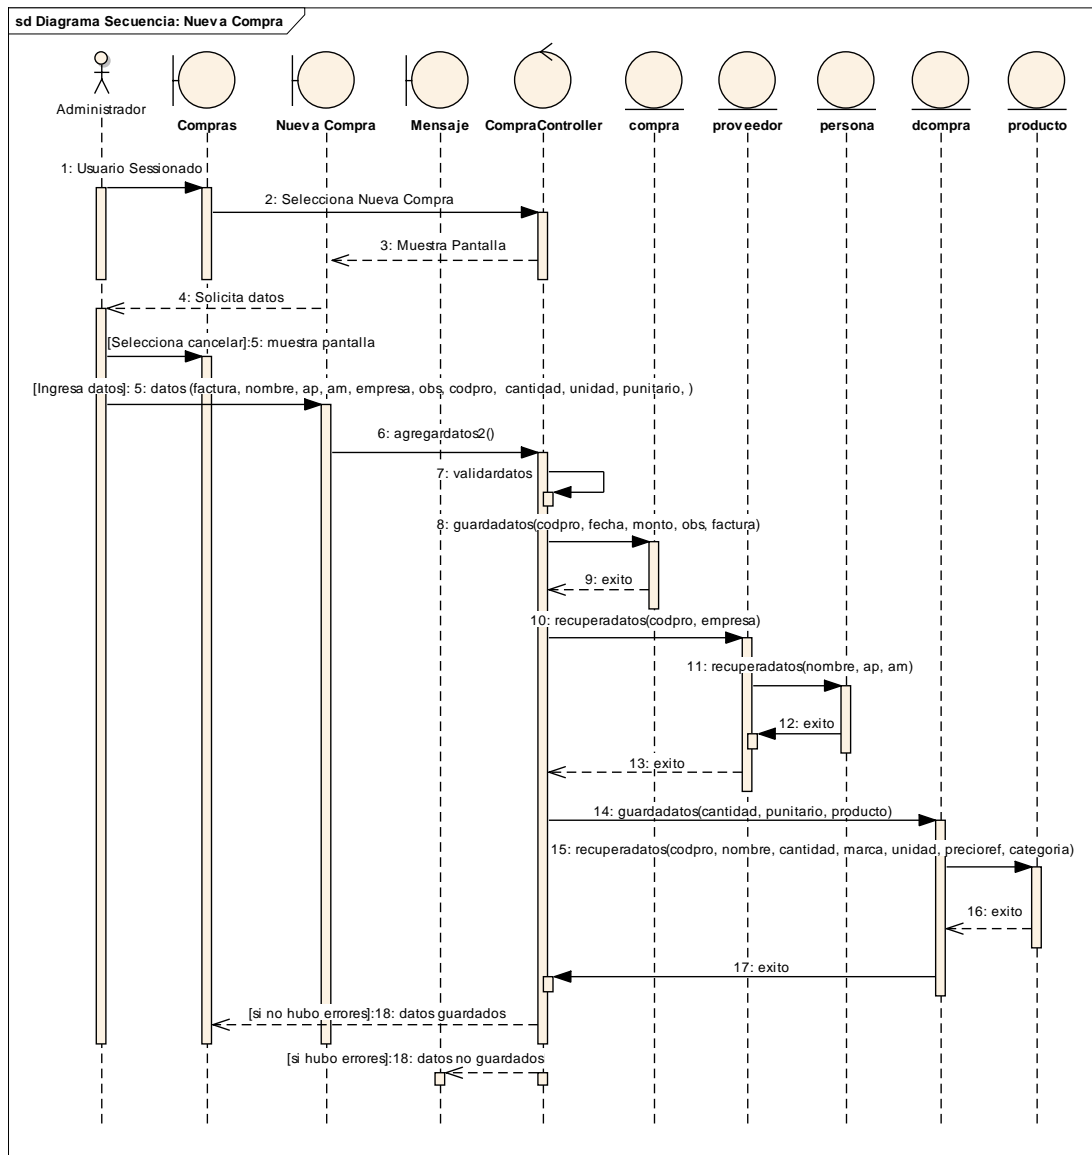 sd Diagrama Secuencia: Nueva Compra
Administrador
Compras
Nueva Compra
Mensaje
CompraController
compra
proveedor
persona
dcompra
producto
1: Usuario Sessionado
2: Selecciona Nueva Compra
3: Muestra Pantalla
4: Solicita datos
[Selecciona cancelar]:5: muestra pantalla
[Ingresa datos]: 5: datos (factura, nombre, ap, am, empresa, obs, codpro,  cantidad, unidad, punitario, )
6: agregardatos2()
7: validardatos
8: guardadatos(codpro, fecha, monto, obs, factura)
9: exito
10: recuperadatos(codpro, empresa)
11: recuperadatos(nombre, ap, am)
12: exito
13: exito
14: guardadatos(cantidad, punitario, producto)
15: recuperadatos(codpro, nombre, cantidad, marca, unidad, precioref, categoria)
16: exito
17: exito
[si no hubo errores]:18: datos guardados
[si hubo errores]:18: datos no guardados